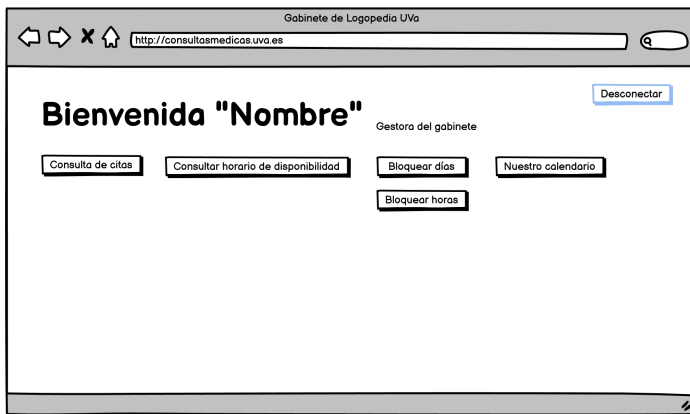 Gabinete de Logopedia UVa
http://consultasmedicas.uva.es
Desconectar
Bienvenida "Nombre"
Gestora del gabinete
Consulta de citas
Consultar horario de disponibilidad
Bloquear días
Nuestro calendario
Bloquear horas